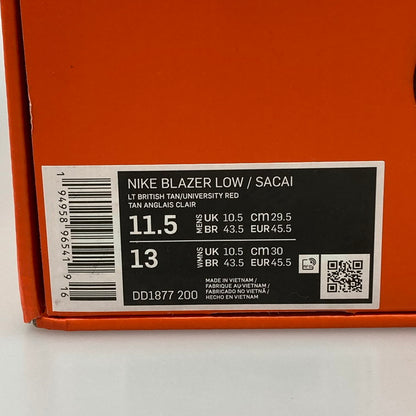 NIKE BLAZER LOW / SACAI
LT BRITISH TAN/UNIVERSITY RED
TAN ANGLAIS CLAIR
11.5 MENS UK 10.5 CM 29.5
BR 43.5 EUR 45.5
13 WMNS UK 10.5 CM 30
BR 43.5 EUR 45.5
DD1877 200
MADE IN VIETNAM /
FABRIQUE AU VIETNAM /
FABRICADO NO VIETNÃ /
HECHO EN VIETNAM
1 94958 96541 9 16